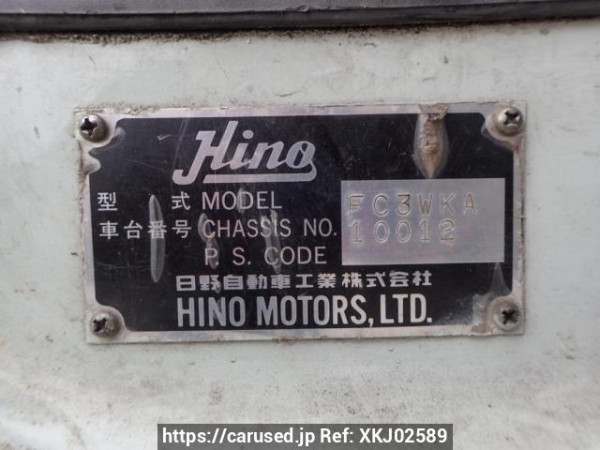 Hino
型式 MODEL FC3WKA
車台番号 CHASSIS NO. 10012
P. S. CODE
日野自動車工業株式会社
HINO MOTORS, LTD.
https://carused.jp Ref: XKJ02589